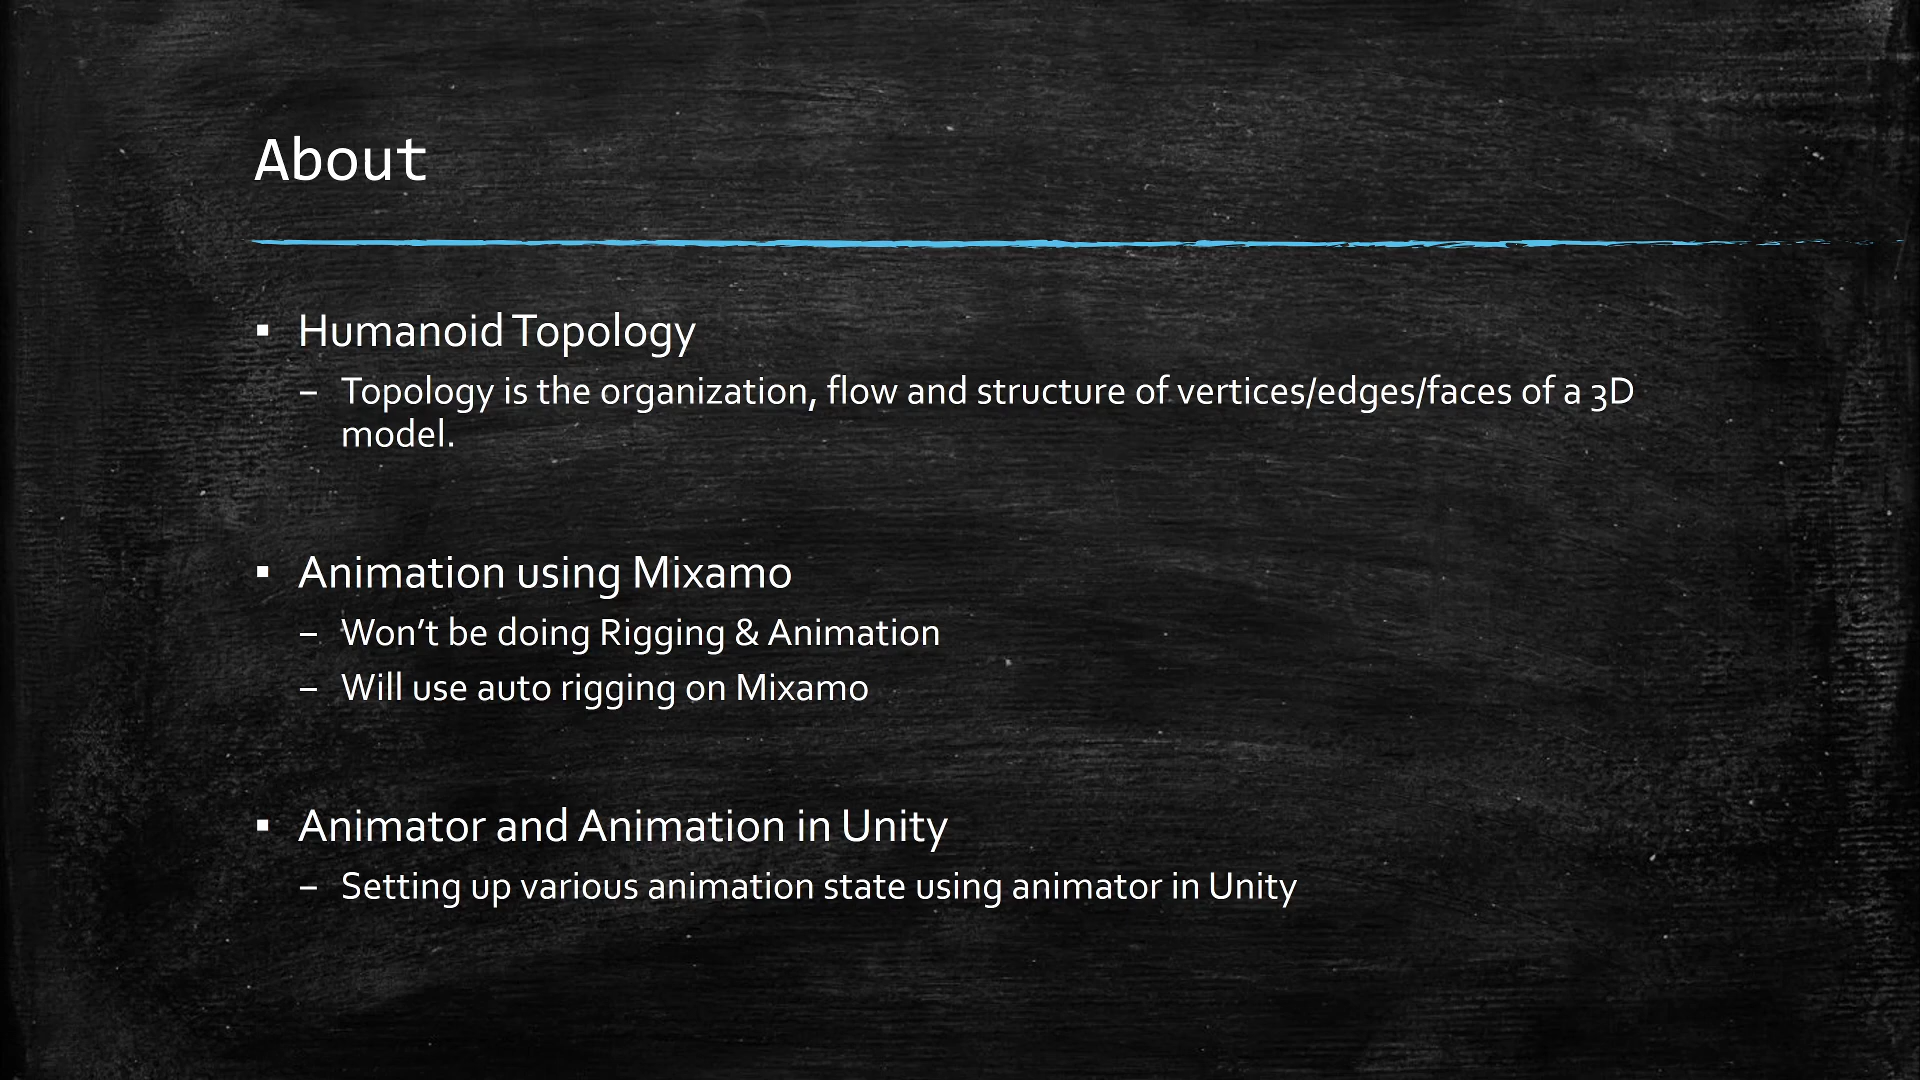 About
▪ Humanoid Topology
– Topology is the organization, flow and structure of vertices/edges/faces of a 3D
model.
▪ Animation using Mixamo
– Won’t be doing Rigging & Animation
– Will use auto rigging on Mixamo
▪ Animator and Animation in Unity
– Setting up various animation state using animator in Unity